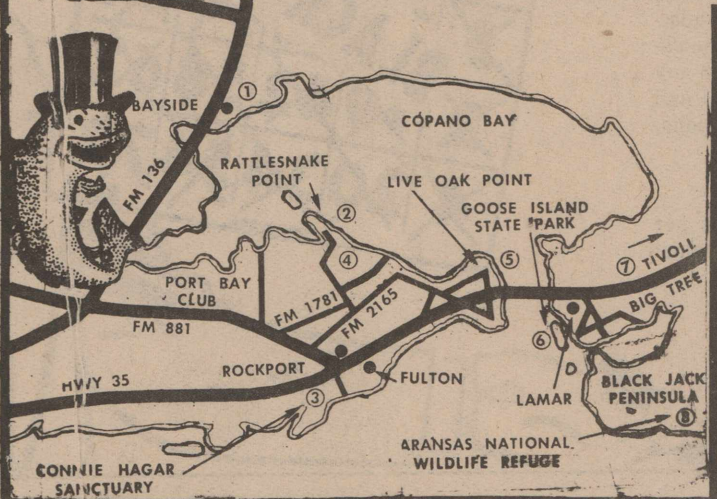 BAYSIDE
①
COPANO BAY
FM 136
RATTLESNAKE
POINT
②
LIVE OAK POINT
GOOSE ISLAND
STATE PARK
④
⑤
⑦
TIVOLI
BIG TREE
PORT BAY
CLUB
FM 1781
FM 2165
FM 881
⑥
ROCKPORT
FULTON
LAMAR
BLACK JACK
PENINSULA
HWY 35
③
⑧
ARANSAS NATIONAL
WILDLIFE REFUGE
CONNIE HAGAR
SANCTUARY